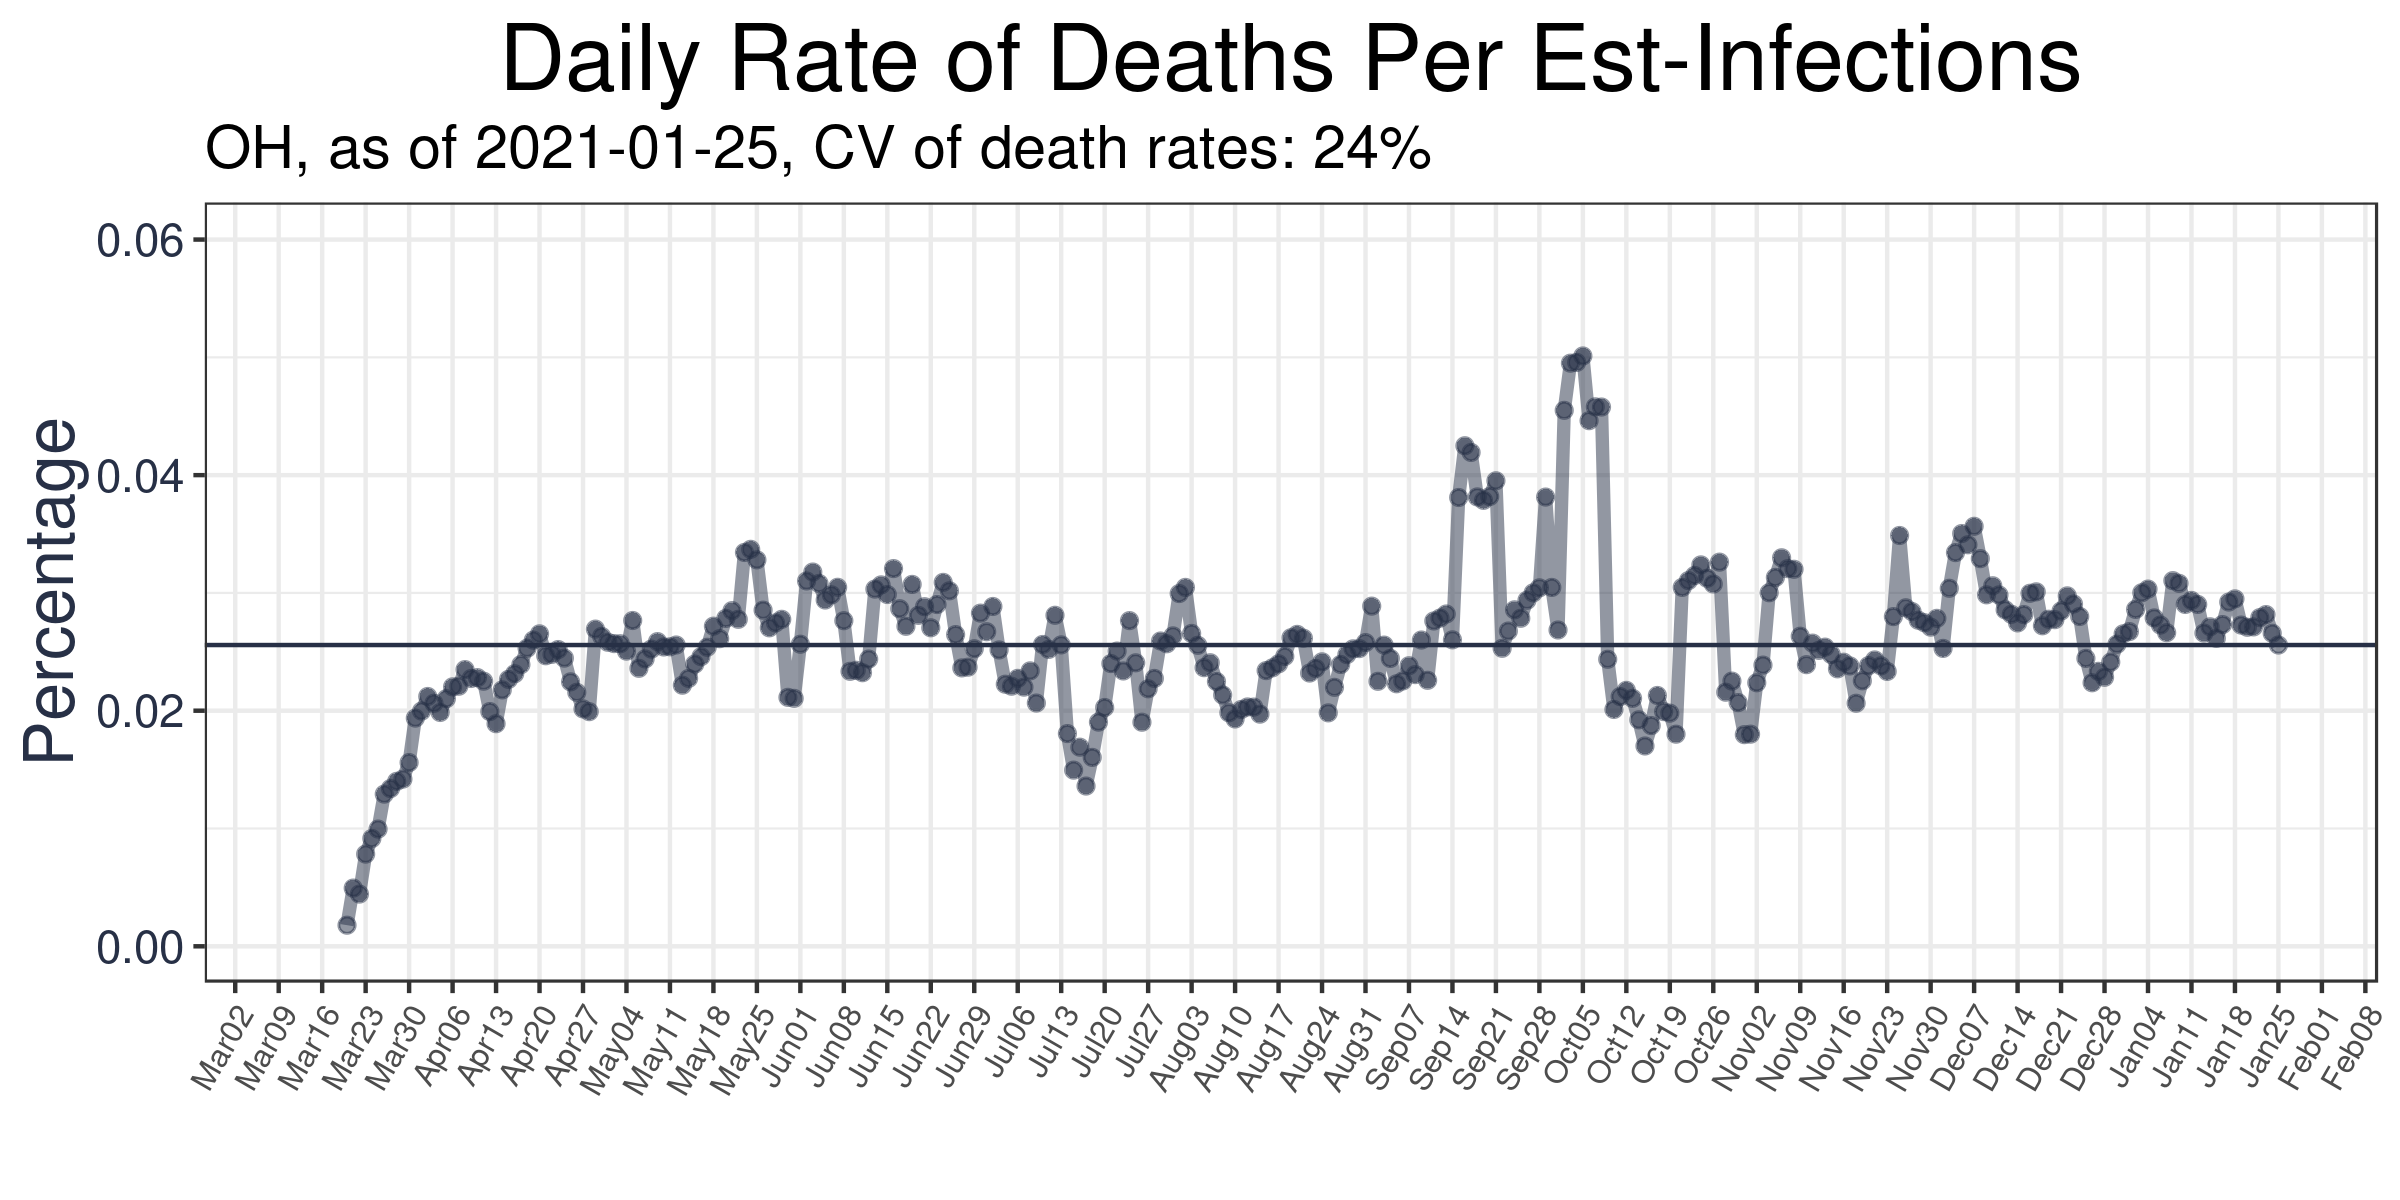 Daily Rate of Deaths Per Est-Infections
OH, as of 2021-01-25, CV of death rates: 24%
Percentage
0.06
0.04
0.02
0.00
Mar02
Mar09
Mar16
Mar23
Mar30
Apr06
Apr13
Apr20
Apr27
May04
May11
May18
May25
Jun01
Jun08
Jun15
Jun22
Jun29
Jul06
Jul13
Jul20
Jul27
Aug03
Aug10
Aug17
Aug24
Aug31
Sep07
Sep14
Sep21
Sep28
Oct05
Oct12
Oct19
Oct26
Nov02
Nov09
Nov16
Nov23
Nov30
Dec07
Dec14
Dec21
Dec28
Jan04
Jan11
Jan18
Jan25
Feb01
Feb08